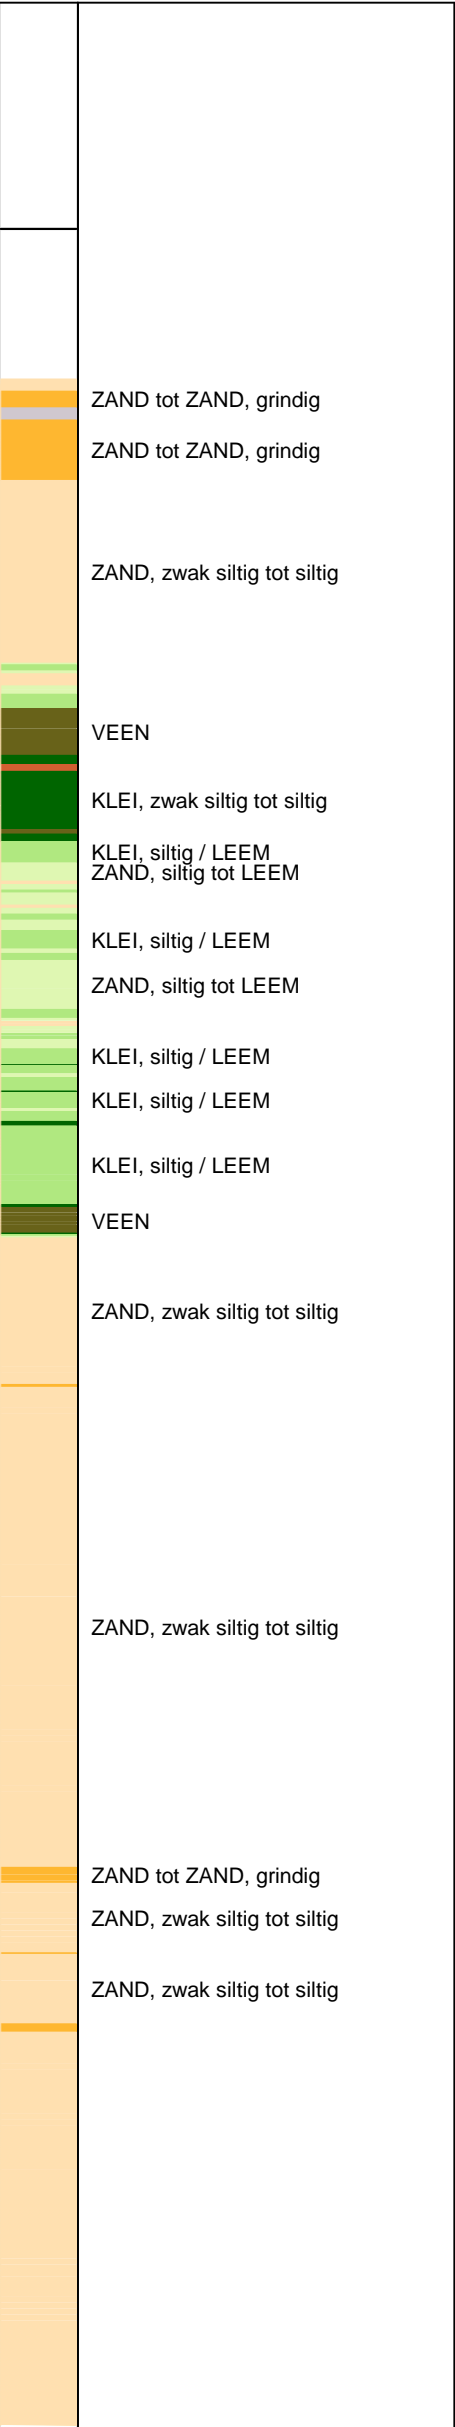 ZAND tot ZAND, grindig
ZAND tot ZAND, grindig
ZAND, zwak siltig tot siltig
VEEN
KLEI, zwak siltig tot siltig
KLEI, siltig / LEEM
ZAND, siltig tot LEEM
KLEI, siltig / LEEM
ZAND, siltig tot LEEM
KLEI, siltig / LEEM
KLEI, siltig / LEEM
KLEI, siltig / LEEM
VEEN
ZAND, zwak siltig tot siltig
ZAND, zwak siltig tot siltig
ZAND tot ZAND, grindig
ZAND, zwak siltig tot siltig
ZAND, zwak siltig tot siltig